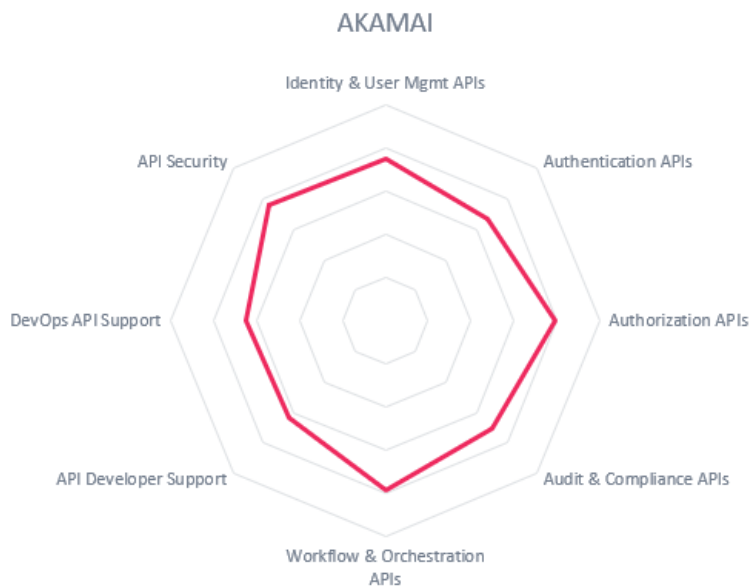 AKAMAI
Identity & User Mgmt APIs
API Security
Authentication APIs
DevOps API Support
Authorization APIs
API Developer Support
Audit & Compliance APIs
Workflow & Orchestration
APIs